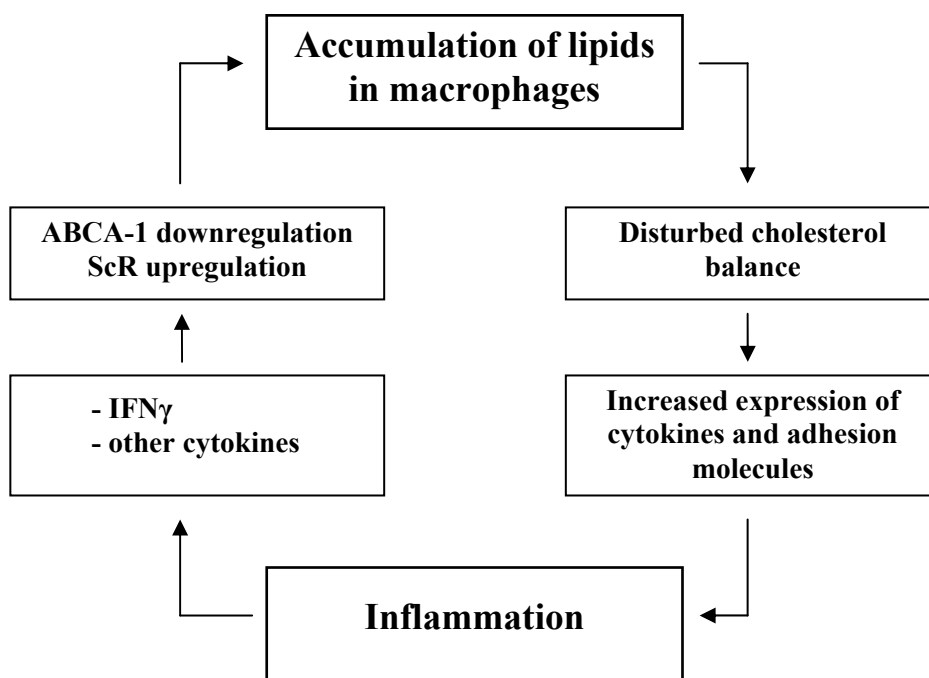 Accumulation of lipids
in macrophages
ABCA-1 downregulation
ScR upregulation
Disturbed cholesterol
balance
- IFNγ
- other cytokines
Increased expression of
cytokines and adhesion
molecules
Inflammation